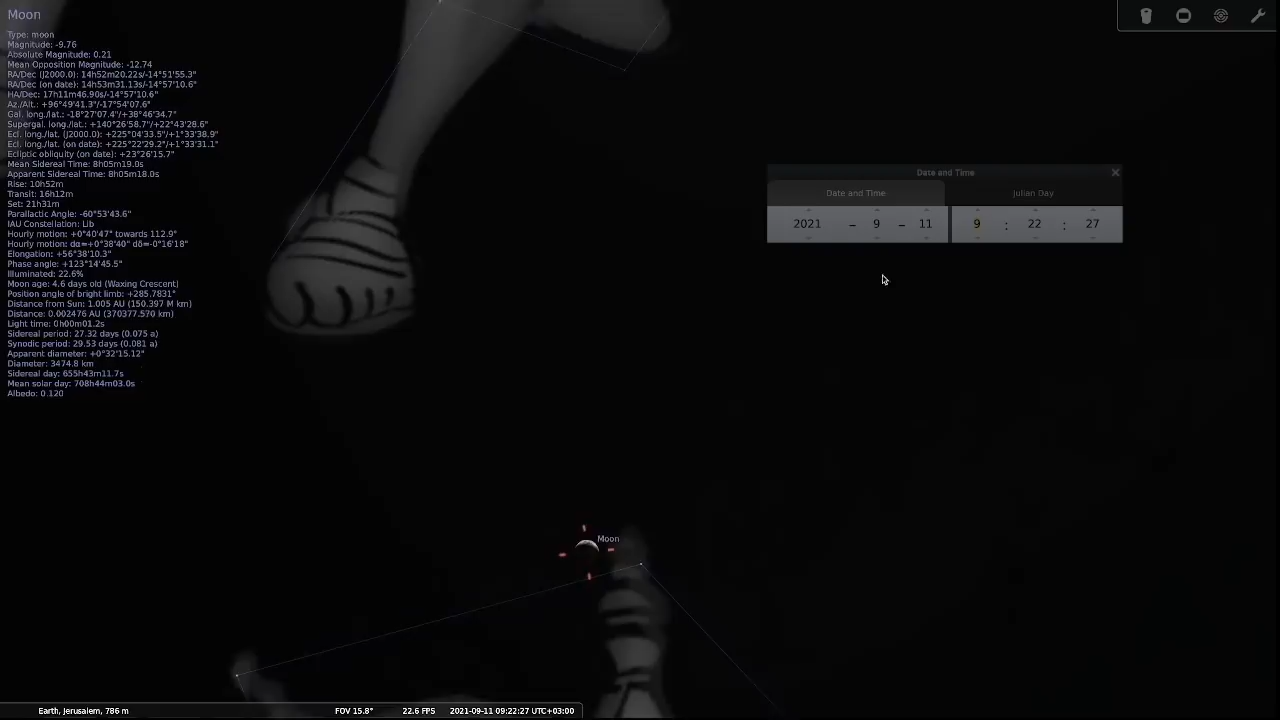 Moon
Type: moon
Magnitude: -9.76
Absolute Magnitude: 0.21
Mean Opposition Magnitude: -12.74
RA/Dec (J2000.0): 14h52m20.22s/-14°51'55.3"
RA/Dec (on date): 14h53m31.13s/-14°57'10.6"
HA/Dec: 17h11m46.90s/-14°57'10.6"
Az./Alt.: +96°49'41.3"/-17°54'07.6"
Gal. long./lat.: -18°27'07.4"/+38°46'34.7"
Supergal. long./lat.: +140°26'58.7"/+22°43'28.6"
Ecl. long./lat. (J2000.0): +225°04'33.5"/+1°33'38.9"
Ecl. long./lat. (on date): +225°22'29.2"/+1°33'31.1"
Ecliptic obliquity (on date): +23°26'15.7"
Mean Sidereal Time: 8h05m19.0s
Apparent Sidereal Time: 8h05m18.0s
Rise: 10h52m
Transit: 16h12m
Set: 21h31m
Parallactic Angle: -60°53'43.6"
IAU Constellation: Lib
Hourly motion: +0°40'47" towards 112.9°
Hourly motion: dα=+0°38'40" dδ=-0°16'18"
Elongation: +56°38'10.3"
Phase angle: +123°14'45.5"
Illuminated: 22.6%
Moon age: 4.6 days old (Waxing Crescent)
Position angle of bright limb: +285.7831°
Distance from Sun: 1.005 AU (150.397 M km)
Distance: 0.002476 AU (370377.570 km)
Light time: 0h00m01.2s
Sidereal period: 27.32 days (0.075 a)
Synodic period: 29.53 days (0.081 a)
Apparent diameter: +0°32'15.12"
Diameter: 3474.8 km
Sidereal day: 655h43m11.7s
Mean solar day: 708h44m03.0s
Albedo: 0.120
Date and Time
Date and Time Julian Day
2021 – 9 – 11 9 : 22 : 27
Moon
Earth, Jerusalem, 786 m FOV 15.8° 22.6 FPS 2021-09-11 09:22:27 UTC+03:00